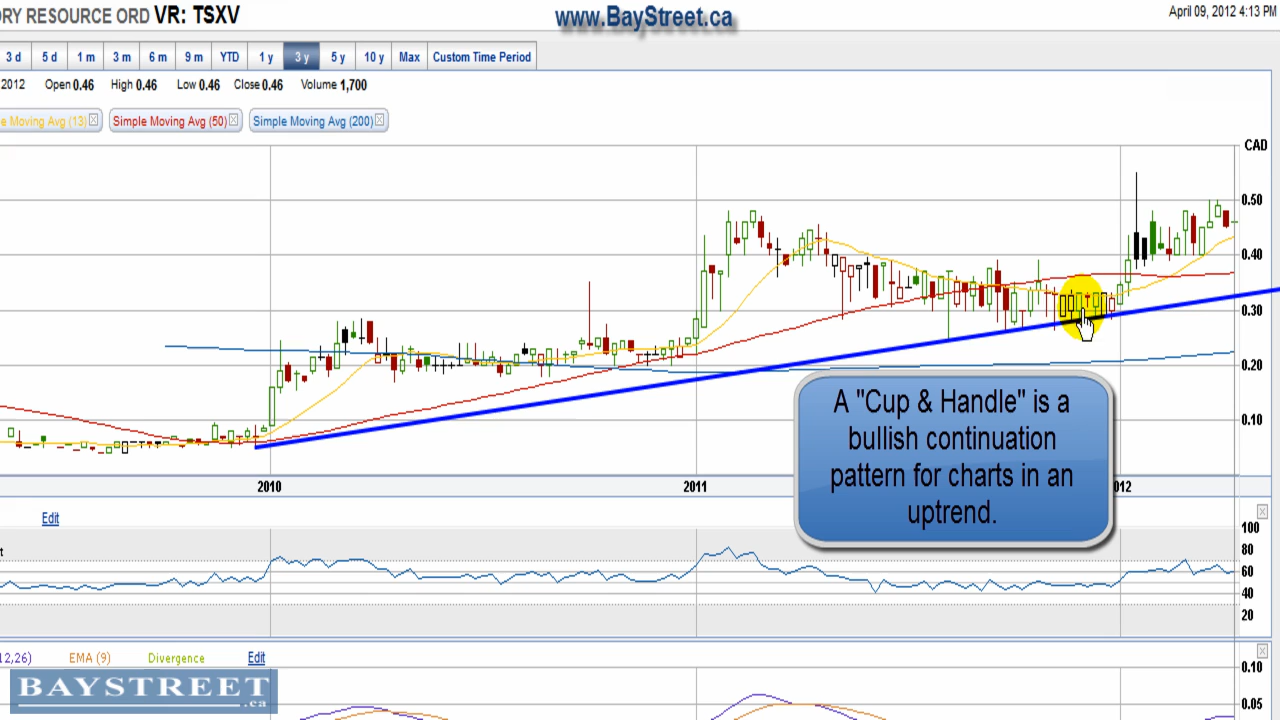 ORY RESOURCE ORD VR: TSXV
www.BayStreet.ca
April 09, 2012 4:13 PM
3 d 5 d 1 m 3 m 6 m 9 m YTD 1 y 3 y 5 y 10 y Max Custom Time Period
2012 Open 0.46 High 0.46 Low 0.46 Close 0.46 Volume 1,700
e Moving Avg (13) Simple Moving Avg (50) Simple Moving Avg (200)
CAD
0.50
0.40
0.30
0.20
0.10
A "Cup & Handle" is a
bullish continuation
pattern for charts in an
uptrend.
2010 2011 012
Edit
100
80
60
40
20
t
12,26) EMA (9) Divergence Edit
0.10
0.05
BAYSTREET
.ca